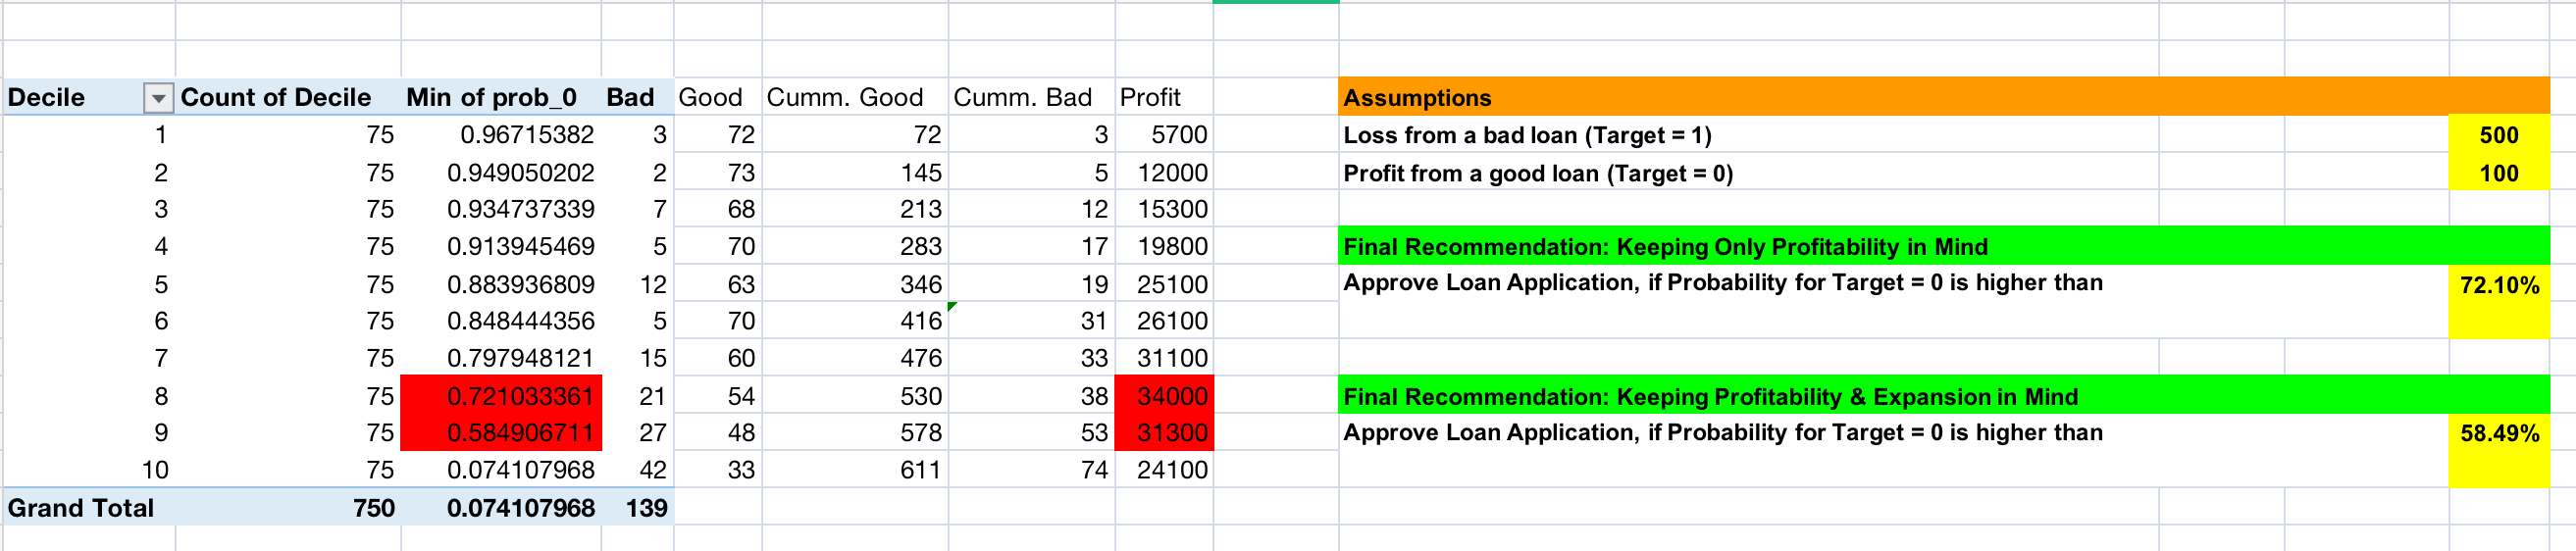 Decile Count of Decile Min of prob_0 Bad Good Cumm. Good Cumm. Bad Profit Assumptions
1 75 0.96715382 3 72 72 3 5700 Loss from a bad loan (Target = 1) 500
2 75 0.949050202 2 73 145 5 12000 Profit from a good loan (Target = 0) 100
3 75 0.934737339 7 68 213 12 15300
4 75 0.913945469 5 70 283 17 19800 Final Recommendation: Keeping Only Profitability in Mind
5 75 0.883936809 12 63 346 19 25100 Approve Loan Application, if Probability for Target = 0 is higher than 72.10%
6 75 0.848444356 5 70 416 31 26100
7 75 0.797948121 15 60 476 33 31100
8 75 0.721033361 21 54 530 38 34000 Final Recommendation: Keeping Profitability & Expansion in Mind
9 75 0.584906711 27 48 578 53 31300 Approve Loan Application, if Probability for Target = 0 is higher than 58.49%
10 75 0.074107968 42 33 611 74 24100
Grand Total 750 0.074107968 139